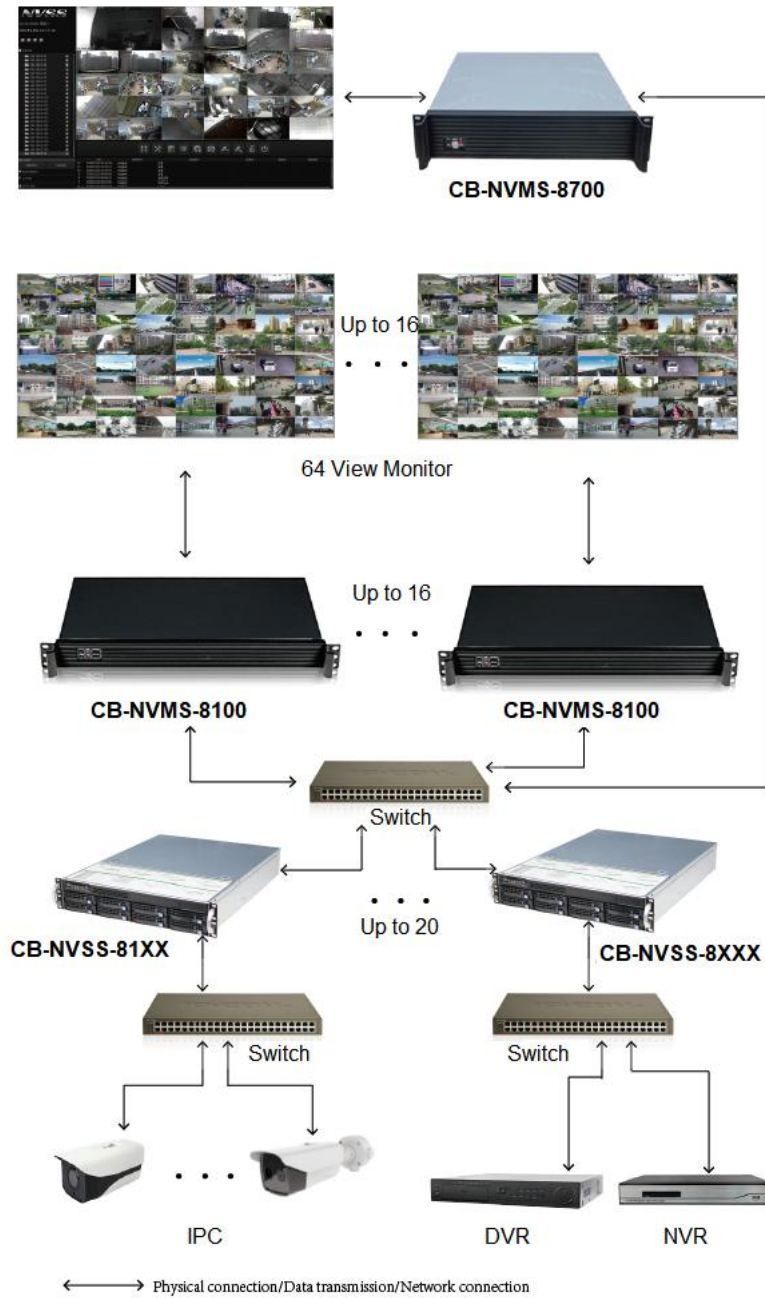 NVSS
CB-NVMS-8700
Up to 16
64 View Monitor
Up to 16
CB-NVMS-8100
CB-NVMS-8100
Switch
Up to 20
CB-NVSS-81XX
CB-NVSS-8XXX
Switch
Switch
IPC
DVR
NVR
Physical connection/Data transmission/Network connection